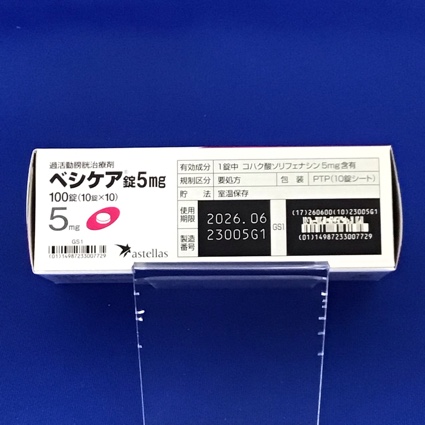 過活動膀胱治療剤
ベシケア錠5mg
100錠(10錠×10)
5mg
GS1
(01)14987233007729
astellas
有効成分 1錠中 コハク酸ソリフェナシン 5mg含有
規制区分 要処方 包装 PTP(10錠シート)
貯法 室温保存
使用期限 2026.06
製造番号 23005G1
GS1
(17)260600(10)23005G1
(01)14987233007729